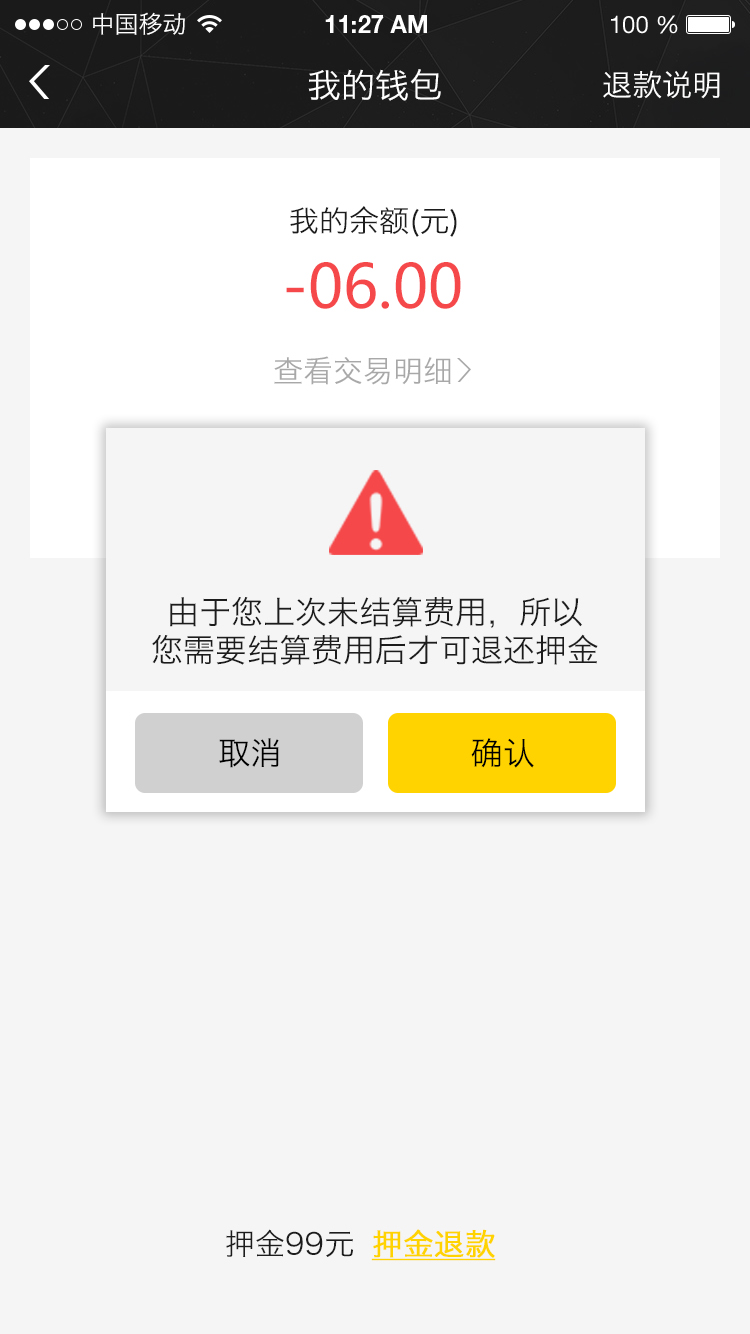 中国移动 11:27 AM 100 %
我的钱包 退款说明
我的余额(元)
-06.00
查看交易明细
由于您上次未结算费用，所以
您需要结算费用后才可退还押金
取消 确认
押金99元 押金退款